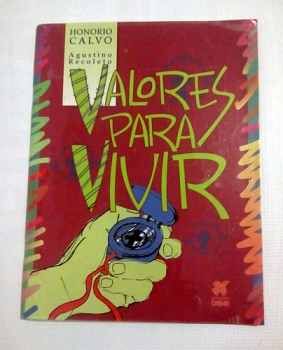 HONORIO
CALVO
Agustino
Recoleto
VALORES
PARA
VIVIR